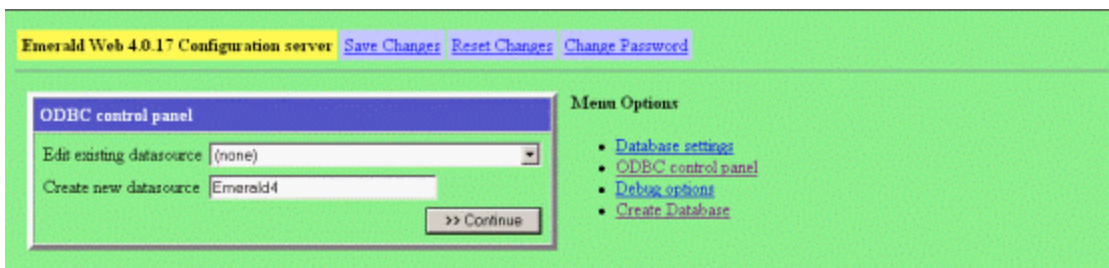 Emerald Web 4.0.17 Configuration server Save Changes Reset Changes Change Password
ODBC control panel
Edit existing datasource (none)
Create new datasource Emerald4
>> Continue
Menu Options
Database settings
ODBC control panel
Debug options
Create Database